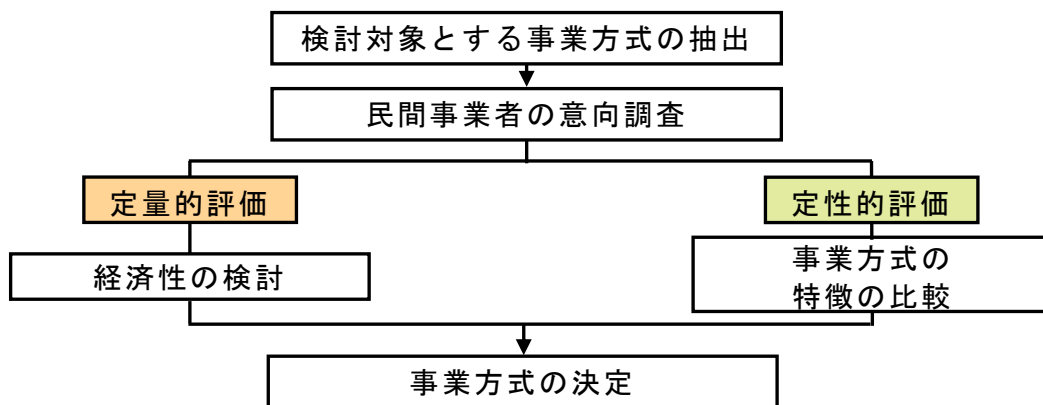 検討対象とする事業方式の抽出
民間事業者の意向調査
定量的評価
定性的評価
経済性の検討
事業方式の
特徴の比較
事業方式の決定